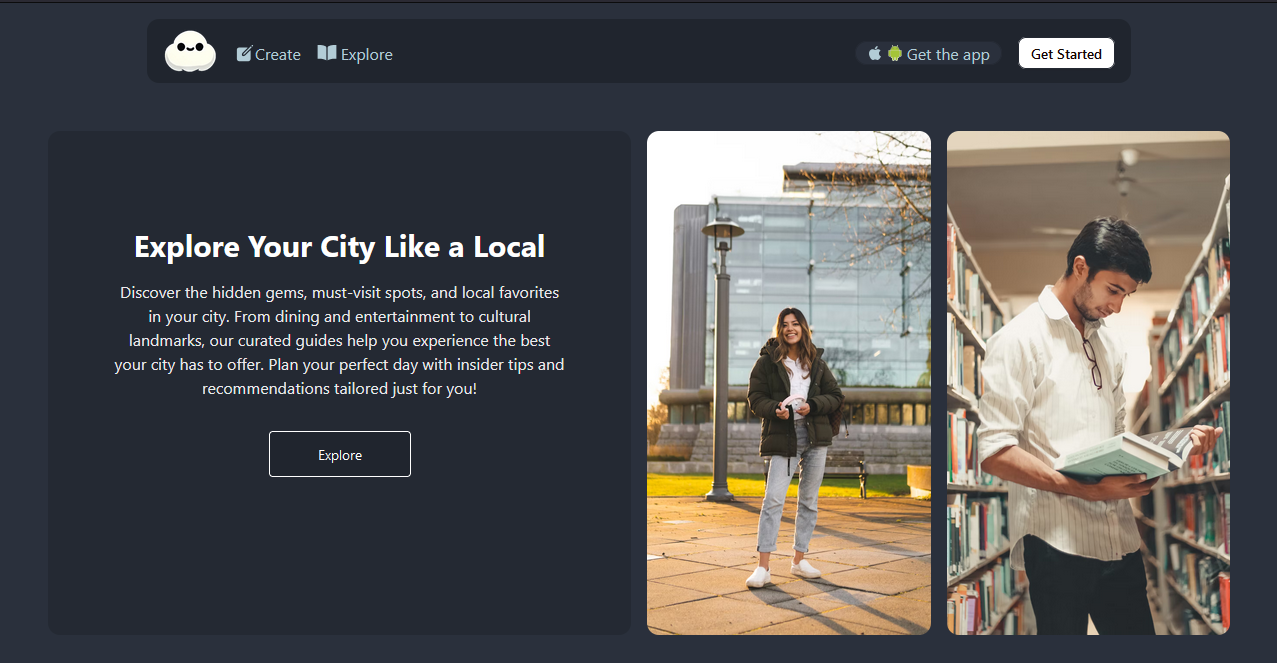 Create
Explore
Get the app
Get Started
Explore Your City Like a Local
Discover the hidden gems, must-visit spots, and local favorites
in your city. From dining and entertainment to cultural
landmarks, our curated guides help you experience the best
your city has to offer. Plan your perfect day with insider tips and
recommendations tailored just for you!
Explore